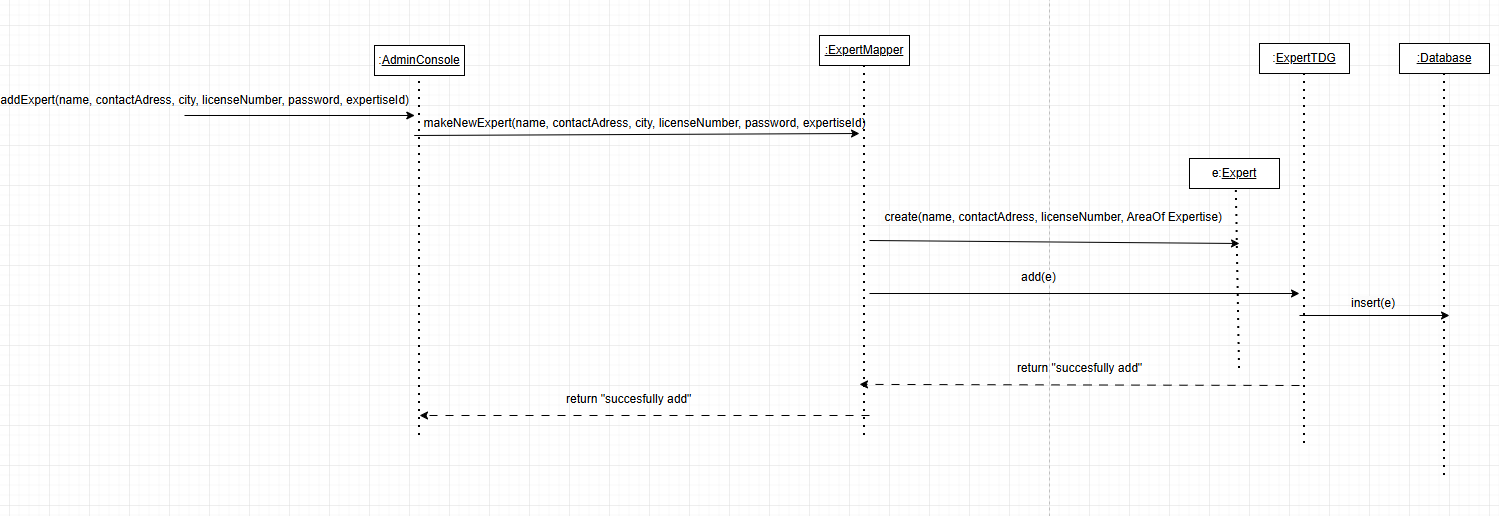 :AdminConsole
:ExpertMapper
:ExpertTDG
:Database
addExpert(name, contactAdress, city, licenseNumber, password, expertiseId)
makeNewExpert(name, contactAdress, city, licenseNumber, password, expertiseId)
e:Expert
create(name, contactAdress, licenseNumber, AreaOf Expertise)
add(e)
insert(e)
return "succesfully add"
return "succesfully add"